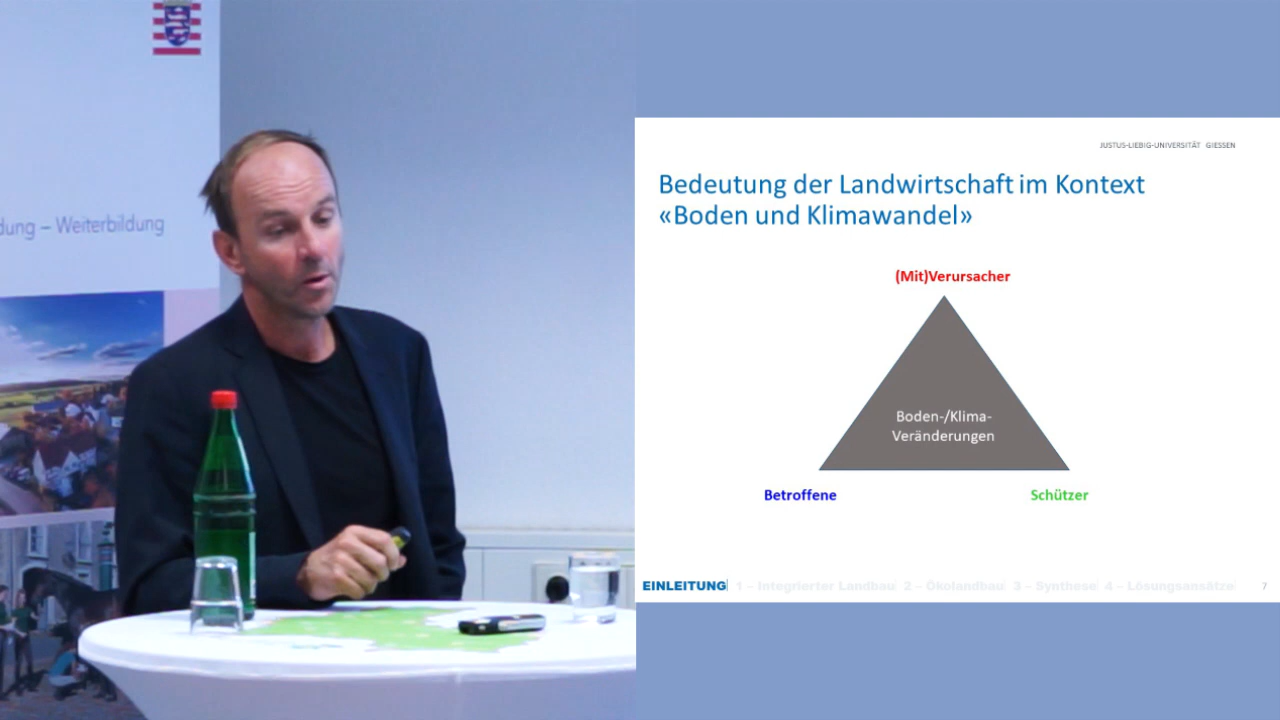 dung – Weiterbildung
JUSTUS-LIEBIG-UNIVERSITÄT GIESSEN
Bedeutung der Landwirtschaft im Kontext
«Boden und Klimawandel»
(Mit)Verursacher
Boden-/Klima-
Veränderungen
Betroffene
Schützer
EINLEITUNG| 1 – Integrierter Landbau| 2 – Ökolandbau| 3 – Synthese| 4 – Lösungsansätze|
7